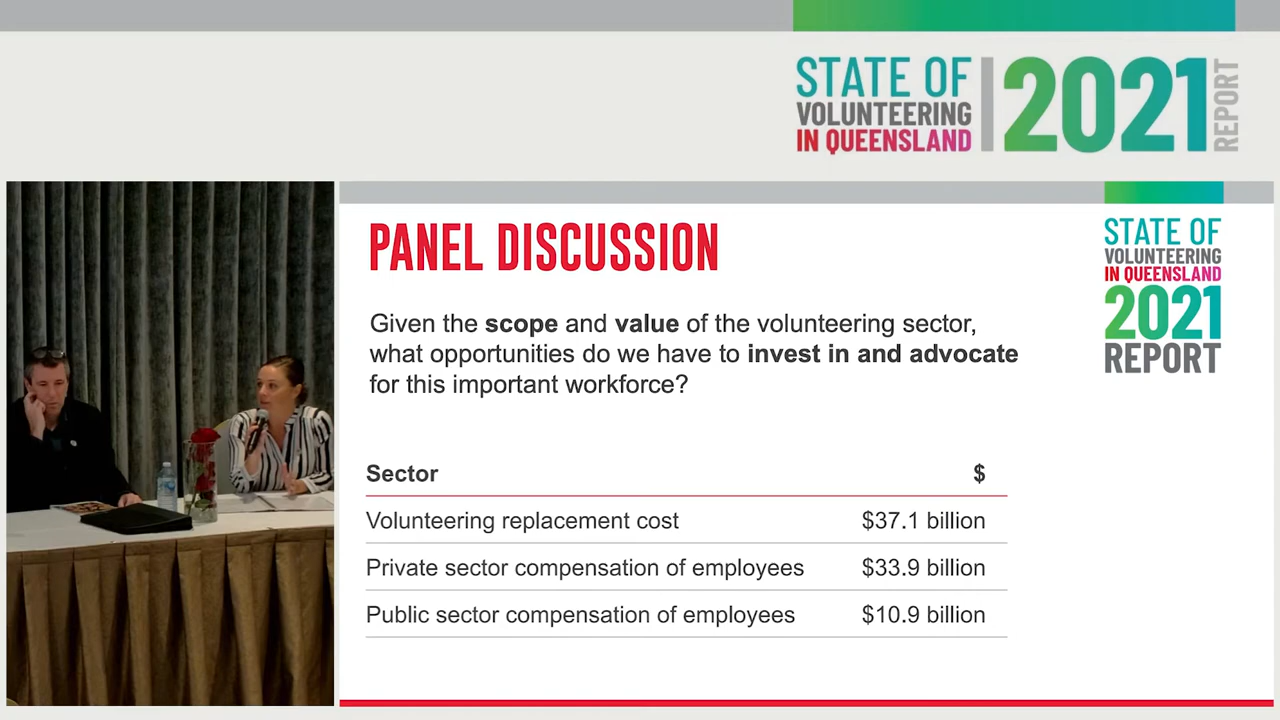 STATE OF
VOLUNTEERING
IN QUEENSLAND
2021
REPORT
PANEL DISCUSSION
Given the scope and value of the volunteering sector,
what opportunities do we have to invest in and advocate
for this important workforce?
STATE OF
VOLUNTEERING
IN QUEENSLAND
2021
REPORT
Sector $
Volunteering replacement cost $37.1 billion
Private sector compensation of employees $33.9 billion
Public sector compensation of employees $10.9 billion